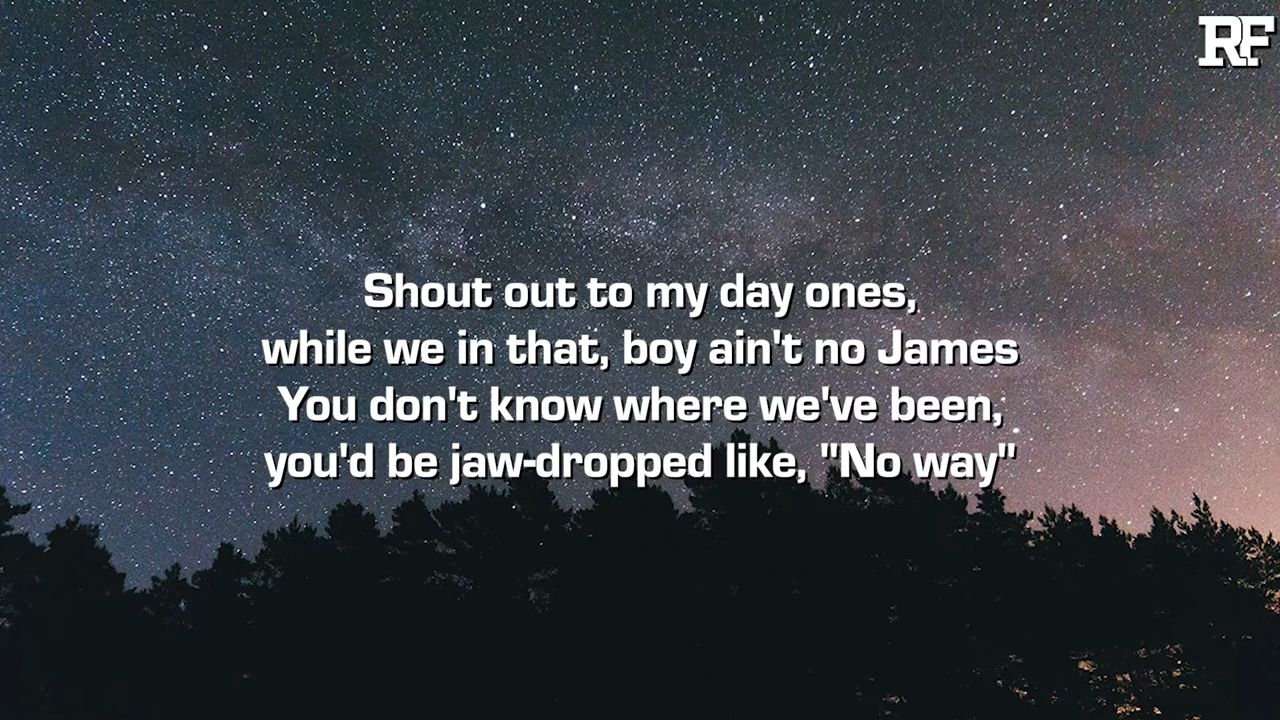 RF
Shout out to my day ones,
while we in that, boy ain't no James
You don't know where we've been,
you'd be jaw-dropped like, "No way"